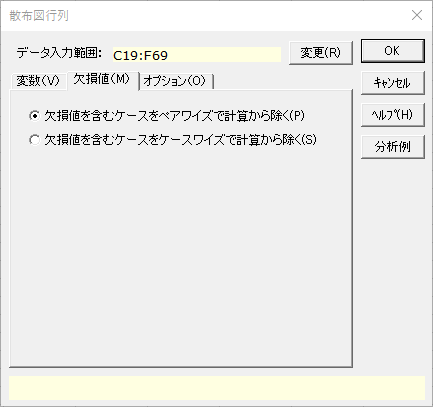 散布図行列
データ入力範囲: C19:F69 変更(R) OK
変数(V) 欠損値(M) オプション(O) キャンセル
欠損値を含むケースをペアワイズで計算から除く(P) ヘルプ(H)
欠損値を含むケースをケースワイズで計算から除く(S) 分析例